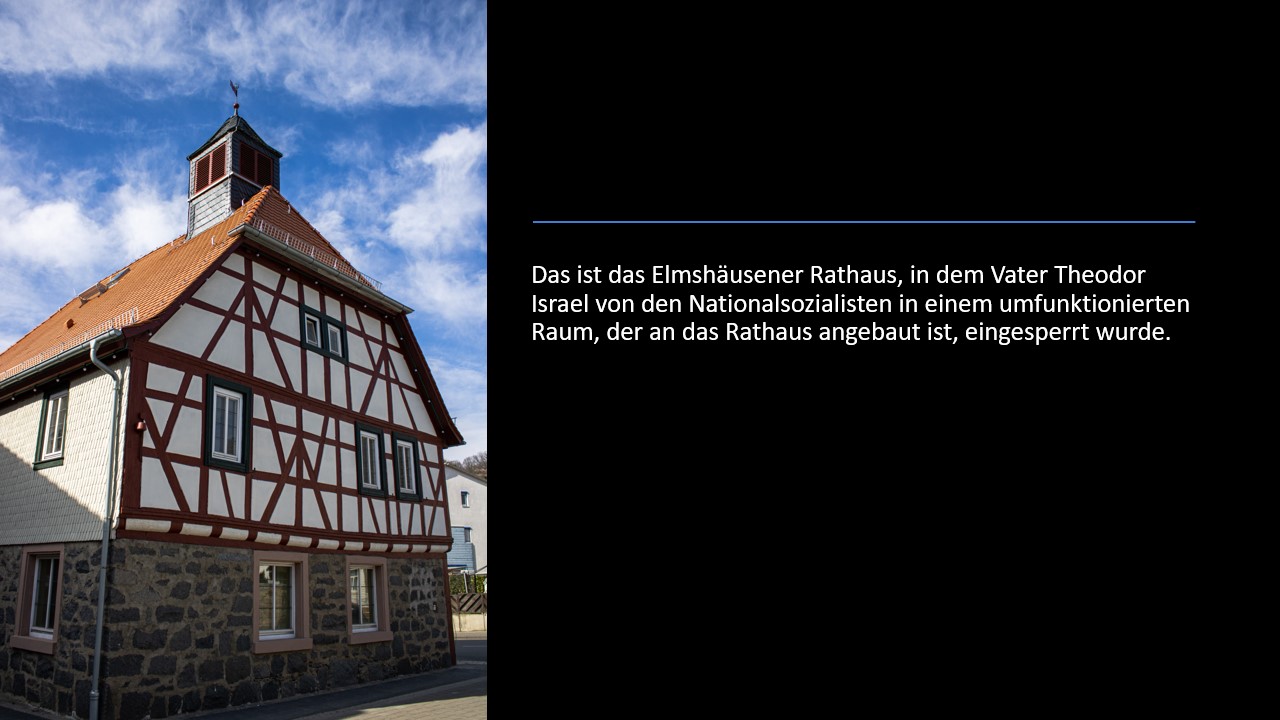 Das ist das Elmshäusener Rathaus, in dem Vater Theodor
Israel von den Nationalsozialisten in einem umfunktionierten
Raum, der an das Rathaus angebaut ist, eingesperrt wurde.